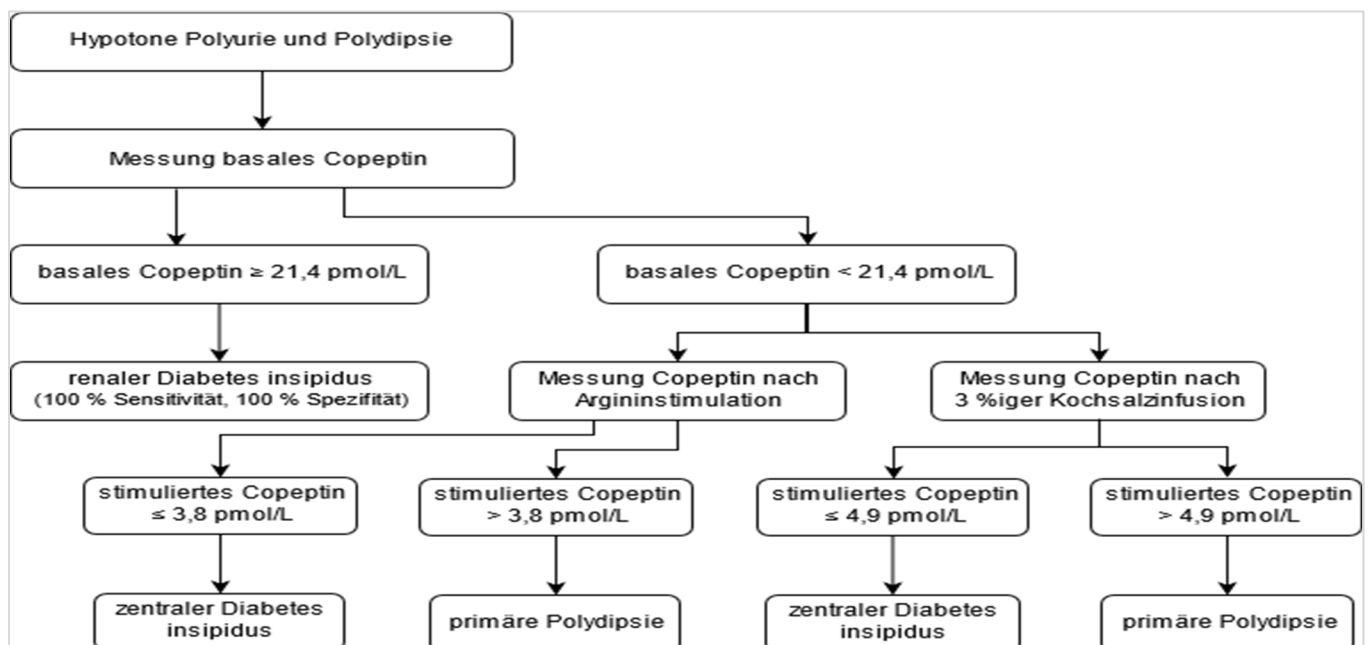 Hypotone Polyurie und Polydipsie
Messung basales Copeptin
basales Copeptin ≥ 21,4 pmol/L
basales Copeptin < 21,4 pmol/L
renaler Diabetes insipidus
(100 % Sensitivität, 100 % Spezifität)
Messung Copeptin nach
Argininstimulation
Messung Copeptin nach
3 %iger Kochsalzinfusion
stimuliertes Copeptin
≤ 3,8 pmol/L
stimuliertes Copeptin
> 3,8 pmol/L
stimuliertes Copeptin
≤ 4,9 pmol/L
stimuliertes Copeptin
> 4,9 pmol/L
zentraler Diabetes
insipidus
primäre Polydipsie
zentraler Diabetes
insipidus
primäre Polydipsie